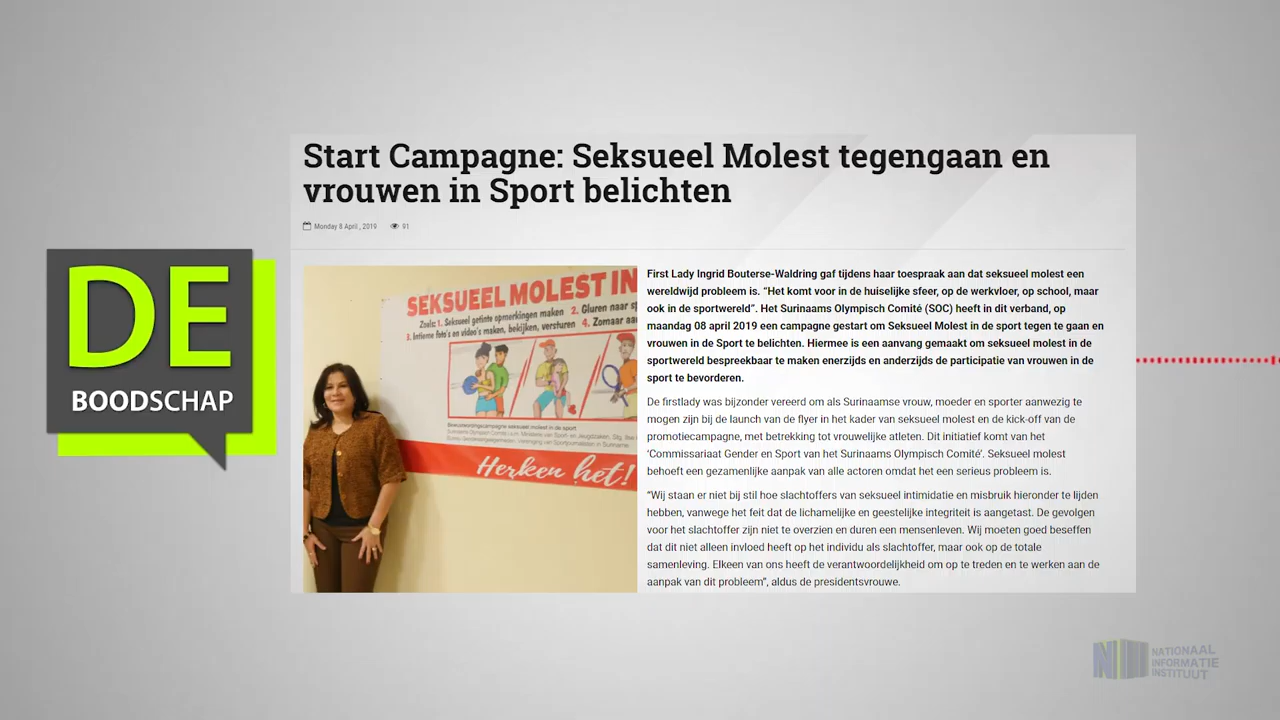 Start Campagne: Seksueel Molest tegengaan en
vrouwen in Sport belichten
Monday 8 April , 2019 91
DE
BOODSCHAP
SEKSUEEL MOLEST IN
Zoals: 1. Seksueel getinte opmerkingen maken 2. Gluren naar
3. Intieme foto's en video's maken, bekijken, versturen 4. Zomaar
Bewustwordingscampagne seksueel molest in de sport
Herken het!
First Lady Ingrid Bouterse-Waldring gaf tijdens haar toespraak aan dat seksueel molest een
wereldwijd probleem is. “Het komt voor in de huiselijke sfeer, op de werkvloer, op school, maar
ook in de sportwereld”. Het Surinaams Olympisch Comité (SOC) heeft in dit verband, op
maandag 08 april 2019 een campagne gestart om Seksueel Molest in de sport tegen te gaan en
vrouwen in de Sport te belichten. Hiermee is een aanvang gemaakt om seksueel molest in de
sportwereld bespreekbaar te maken enerzijds en anderzijds de participatie van vrouwen in de
sport te bevorderen.
De firstlady was bijzonder vereerd om als Surinaamse vrouw, moeder en sporter aanwezig te
mogen zijn bij de launch van de flyer in het kader van seksueel molest en de kick-off van de
promotiecampagne, met betrekking tot vrouwelijke atleten. Dit initiatief komt van het
‘Commissariaat Gender en Sport van het Surinaams Olympisch Comité’. Seksueel molest
behoeft een gezamenlijke aanpak van alle actoren omdat het een serieus probleem is.
“Wij staan er niet bij stil hoe slachtoffers van seksueel intimidatie en misbruik hieronder te lijden
hebben, vanwege het feit dat de lichamelijke en geestelijke integriteit is aangetast. De gevolgen
voor het slachtoffer zijn niet te overzien en duren een mensenleven. Wij moeten goed beseffen
dat dit niet alleen invloed heeft op het individu als slachtoffer, maar ook op de totale
samenleving. Elkeen van ons heeft de verantwoordelijkheid om op te treden en te werken aan de
aanpak van dit probleem”, aldus de presidentsvrouwe.
NATIONAAL
INFORMATIE
INSTITUUT